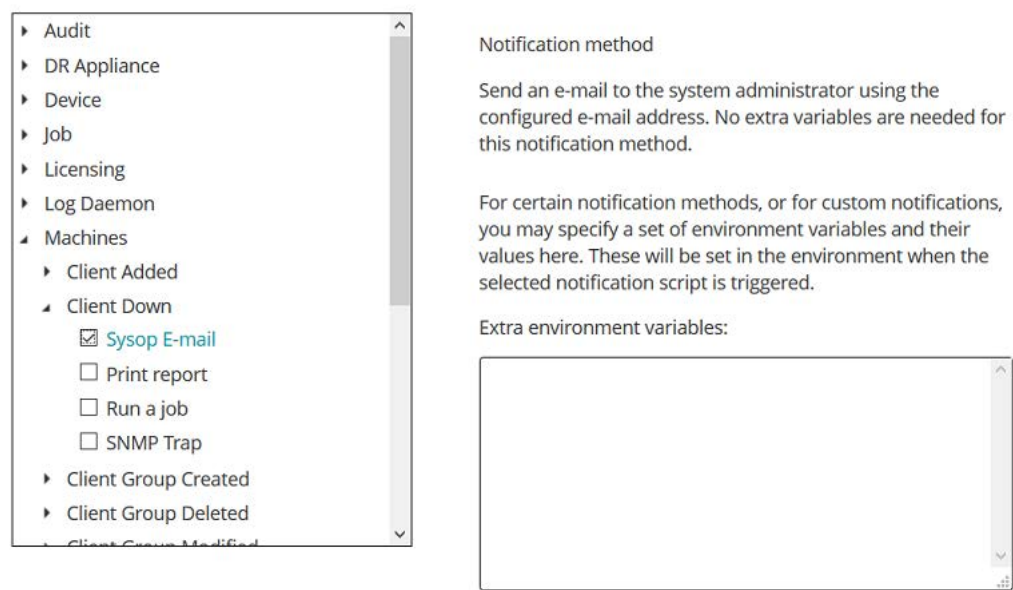 Audit
DR Appliance
Device
Job
Licensing
Log Daemon
Machines
Client Added
Client Down
Sysop E-mail
Print report
Run a job
SNMP Trap
Client Group Created
Client Group Deleted
Client Group Modified
Notification method
Send an e-mail to the system administrator using the
configured e-mail address. No extra variables are needed for
this notification method.
For certain notification methods, or for custom notifications,
you may specify a set of environment variables and their
values here. These will be set in the environment when the
selected notification script is triggered.
Extra environment variables: